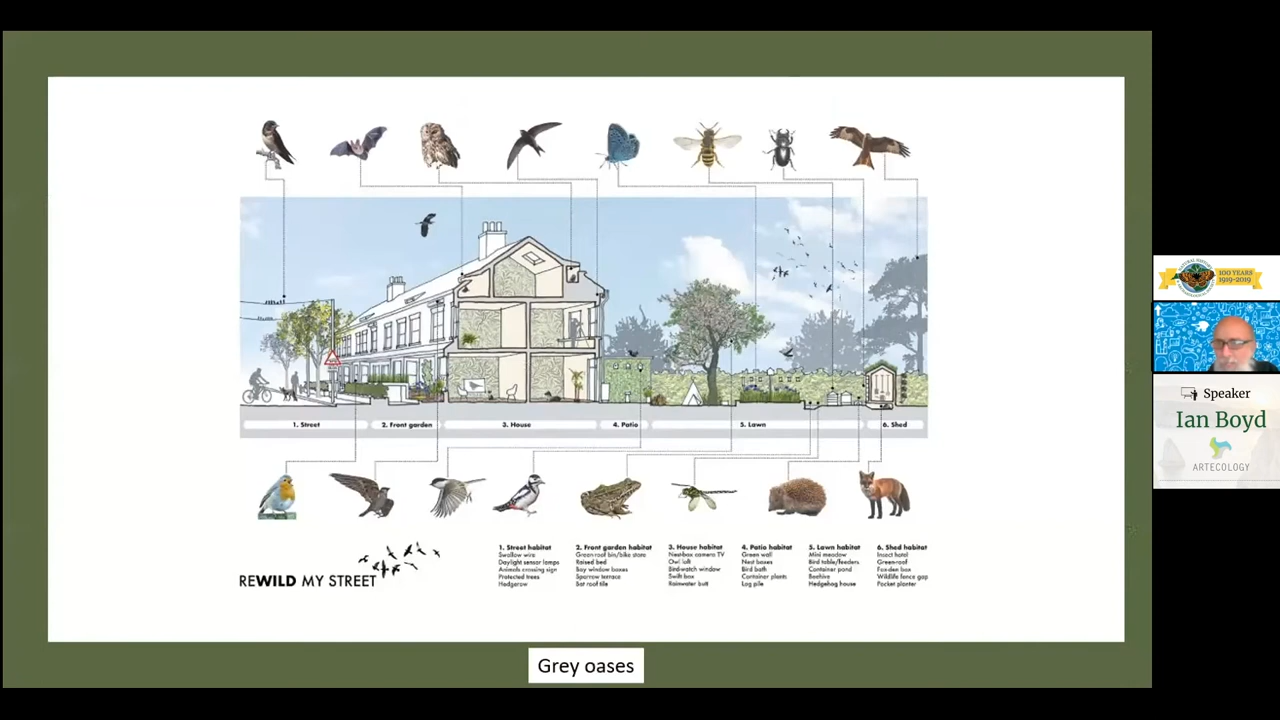 1. Street
2. Front garden
3. House
4. Patio
5. Lawn
6. Shed
REWILD MY STREET
1. Street habitat
Swallow wire
Daylight sensor lamps
Animals crossing sign
Protected trees
Hedgerow
2. Front garden habitat
Green roof bin/bike store
Raised bed
Bay window boxes
Sparrow terrace
Bat roof tile
3. House habitat
Nest-box camera TV
Owl loft
Bird-watch window
Swift box
Rainwater butt
4. Patio habitat
Green wall
Nest boxes
Bird bath
Container plants
Log pile
5. Lawn habitat
Mini meadow
Bird table/feeders
Container pond
Beehive
Hedgehog house
6. Shed habitat
Insect hotel
Green roof
Fox den box
Wildlife fence gap
Pocket planter
Grey oases
100 YEARS
1919-2019
Speaker
Ian Boyd
ARTECOLOGY